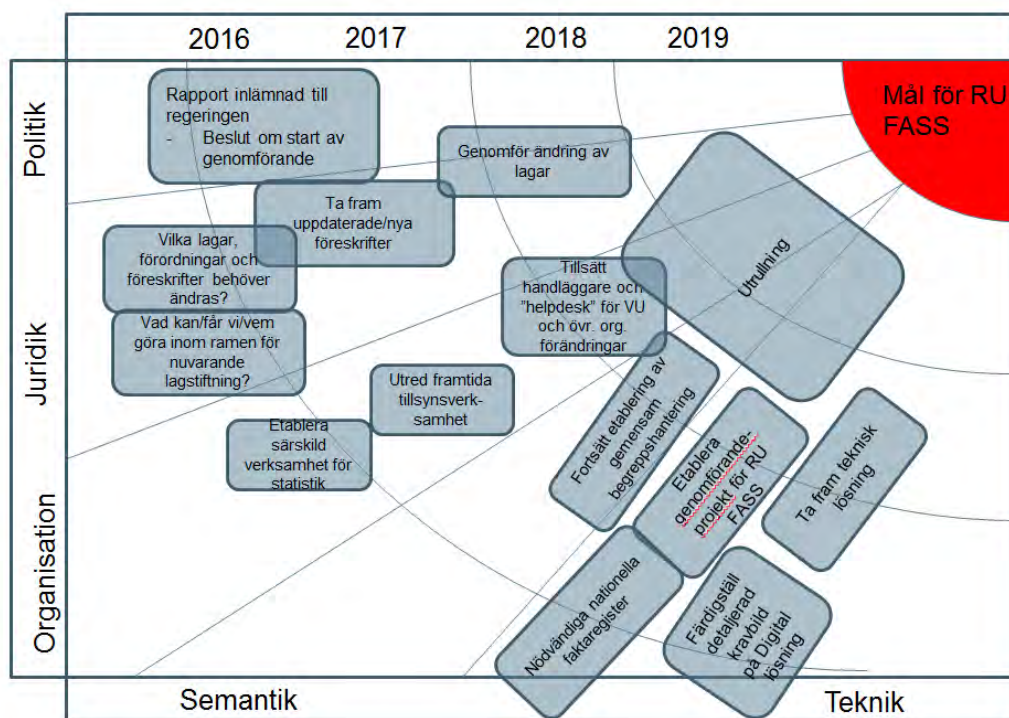 2016 2017 2018 2019
Politik
Juridik
Organisation
Mål för RU
FASS
Rapport inlämnad till
regeringen
- Beslut om start av
genomförande
Genomför ändring av
lagar
Ta fram
uppdaterade/nya
föreskrifter
Vilka lagar,
förordningar och
föreskrifter behöver
ändras?
Vad kan/får vi/vem
göra inom ramen för
nuvarande
lagstiftning?
Tillsätt
handläggare och
”helpdesk” för VU
och övr. org.
förändringar
Utrullning
Utred framtida
tillsynsverk-
samhet
Etablera
särskild
verksamhet för
statistik
Fortsätt etablering av
gemensam
begreppshantering
Etablera
genomförande-
projekt för RU
FASS
Ta fram teknisk
lösning
Nödvändiga nationella
faktaregister
Färdigställ
detaljerad
kravbild
på Digital
lösning
Semantik
Teknik